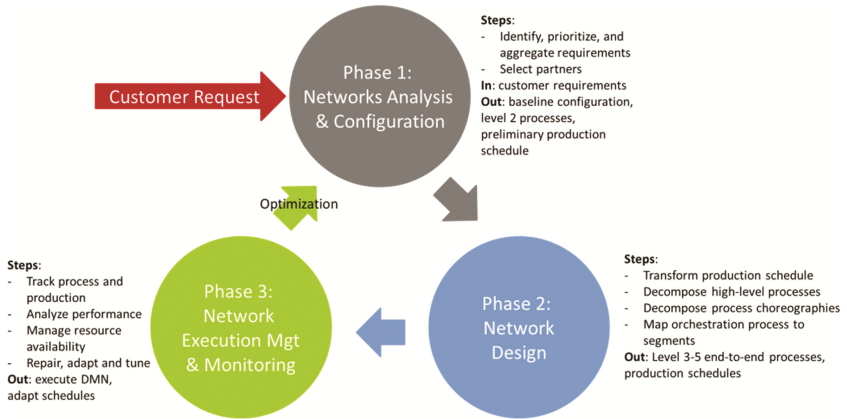 Customer Request
Phase 1:
Networks Analysis
& Configuration
Steps:
- Identify, prioritize, and
aggregate requirements
- Select partners
In: customer requirements
Out: baseline configuration,
level 2 processes,
preliminary production
schedule
Optimization
Phase 2:
Network
Design
Steps:
- Transform production schedule
- Decompose high-level processes
- Decompose process choreographies
- Map orchestration process to
segments
Out: Level 3-5 end-to-end processes,
production schedules
Phase 3:
Network
Execution Mgt
& Monitoring
Steps:
- Track process and
production
- Analyze performance
- Manage resource
availability
- Repair, adapt and tune
Out: execute DMN,
adapt schedules